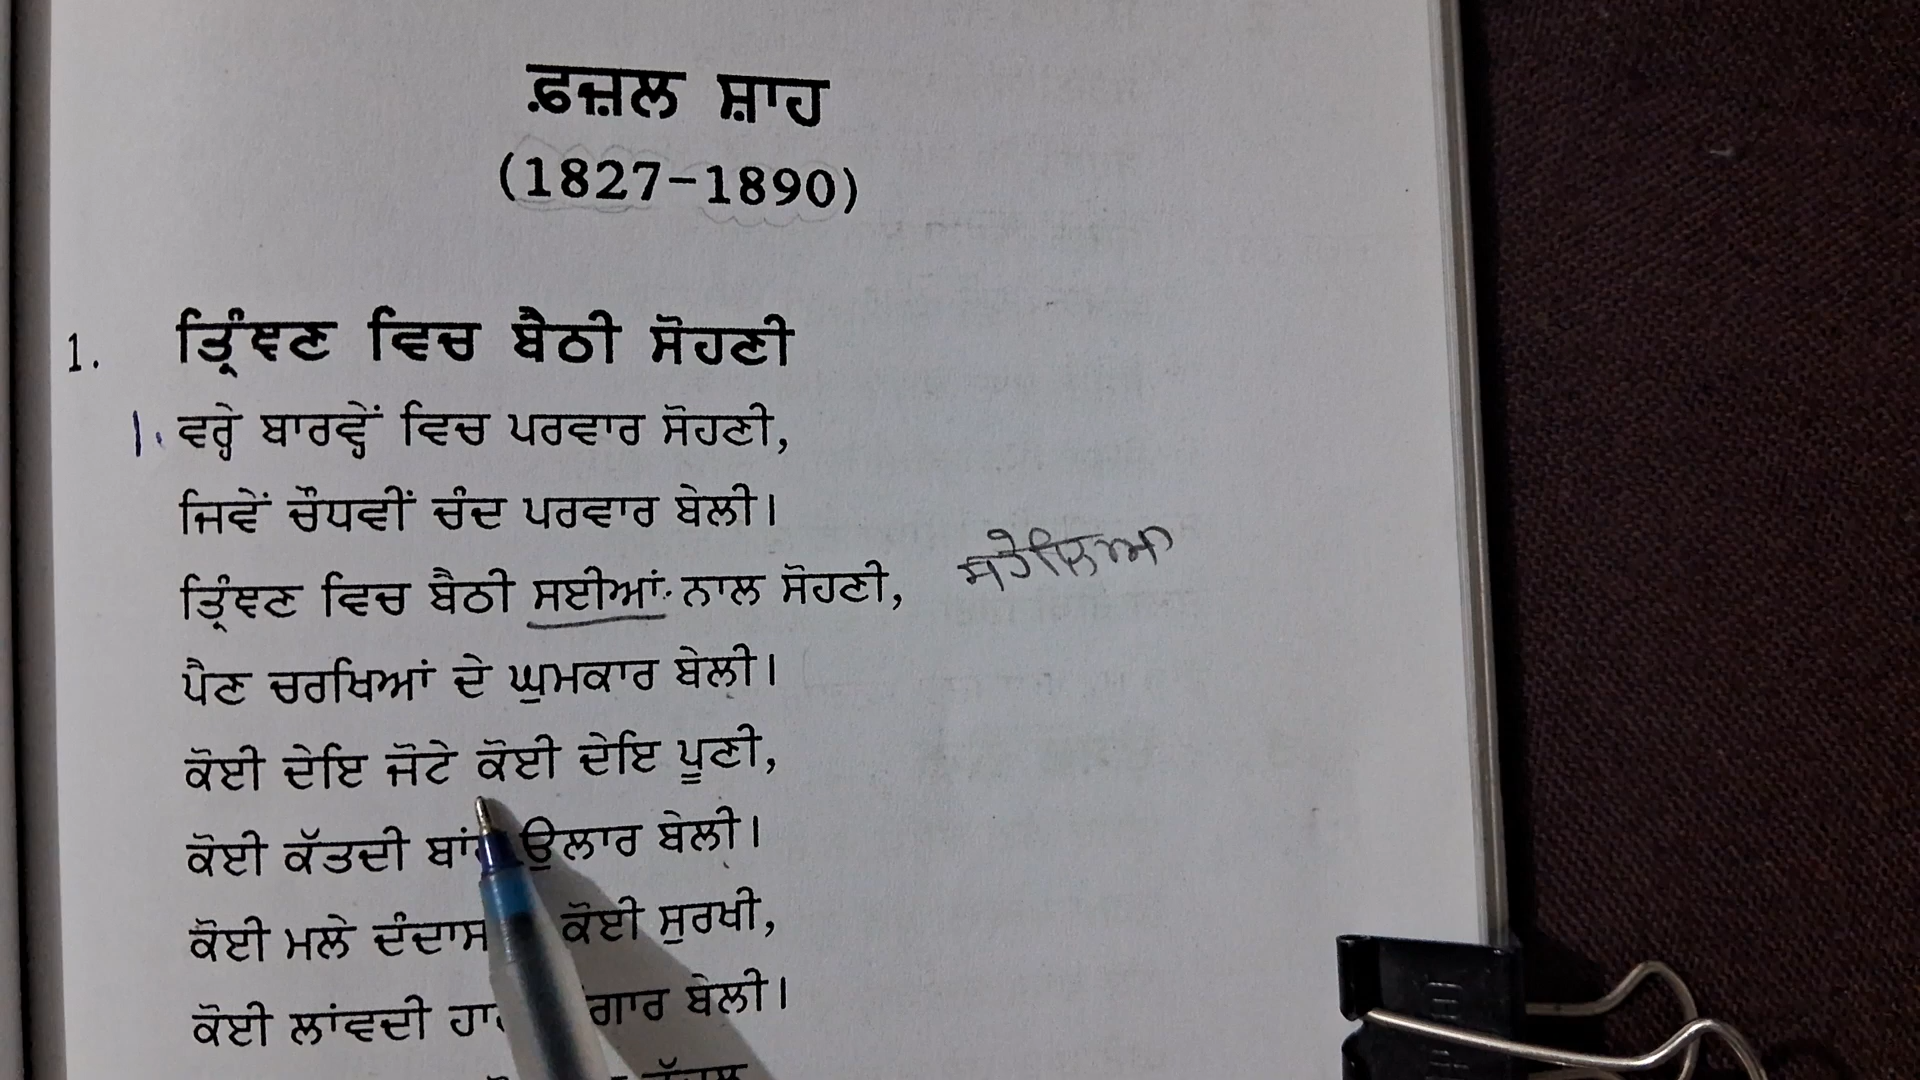 ਫ਼ਜ਼ਲ ਸ਼ਾਹ
(1827-1890)
1. ਤ੍ਰਿੰਞਣ ਵਿਚ ਬੈਠੀ ਸੋਹਣੀ
1. ਵਰ੍ਹੇ ਬਾਰਵ੍ਹੇਂ ਵਿਚ ਪਰਵਾਰ ਸੋਹਣੀ,
ਜਿਵੇਂ ਚੌਧਵੀਂ ਚੰਦ ਪਰਵਾਰ ਬੇਲੀ।
ਤ੍ਰਿੰਞਣ ਵਿਚ ਬੈਠੀ ਸਈਆਂ ਨਾਲ ਸੋਹਣੀ,
ਪੈਣ ਚਰਖਿਆਂ ਦੇ ਘੁਮਕਾਰ ਬੇਲੀ।
ਕੋਈ ਦੇਇ ਜੋਟੇ ਕੋਈ ਦੇਇ ਪੂਣੀ,
ਕੋਈ ਕੱਤਦੀ ਉਲਾਰ ਬੇਲੀ।
ਕੋਈ ਮਲੇ ਕੋਈ ਸੁਰਖੀ,
ਕੋਈ ਲਾਂਵਦੀ ਬੇਲੀ।